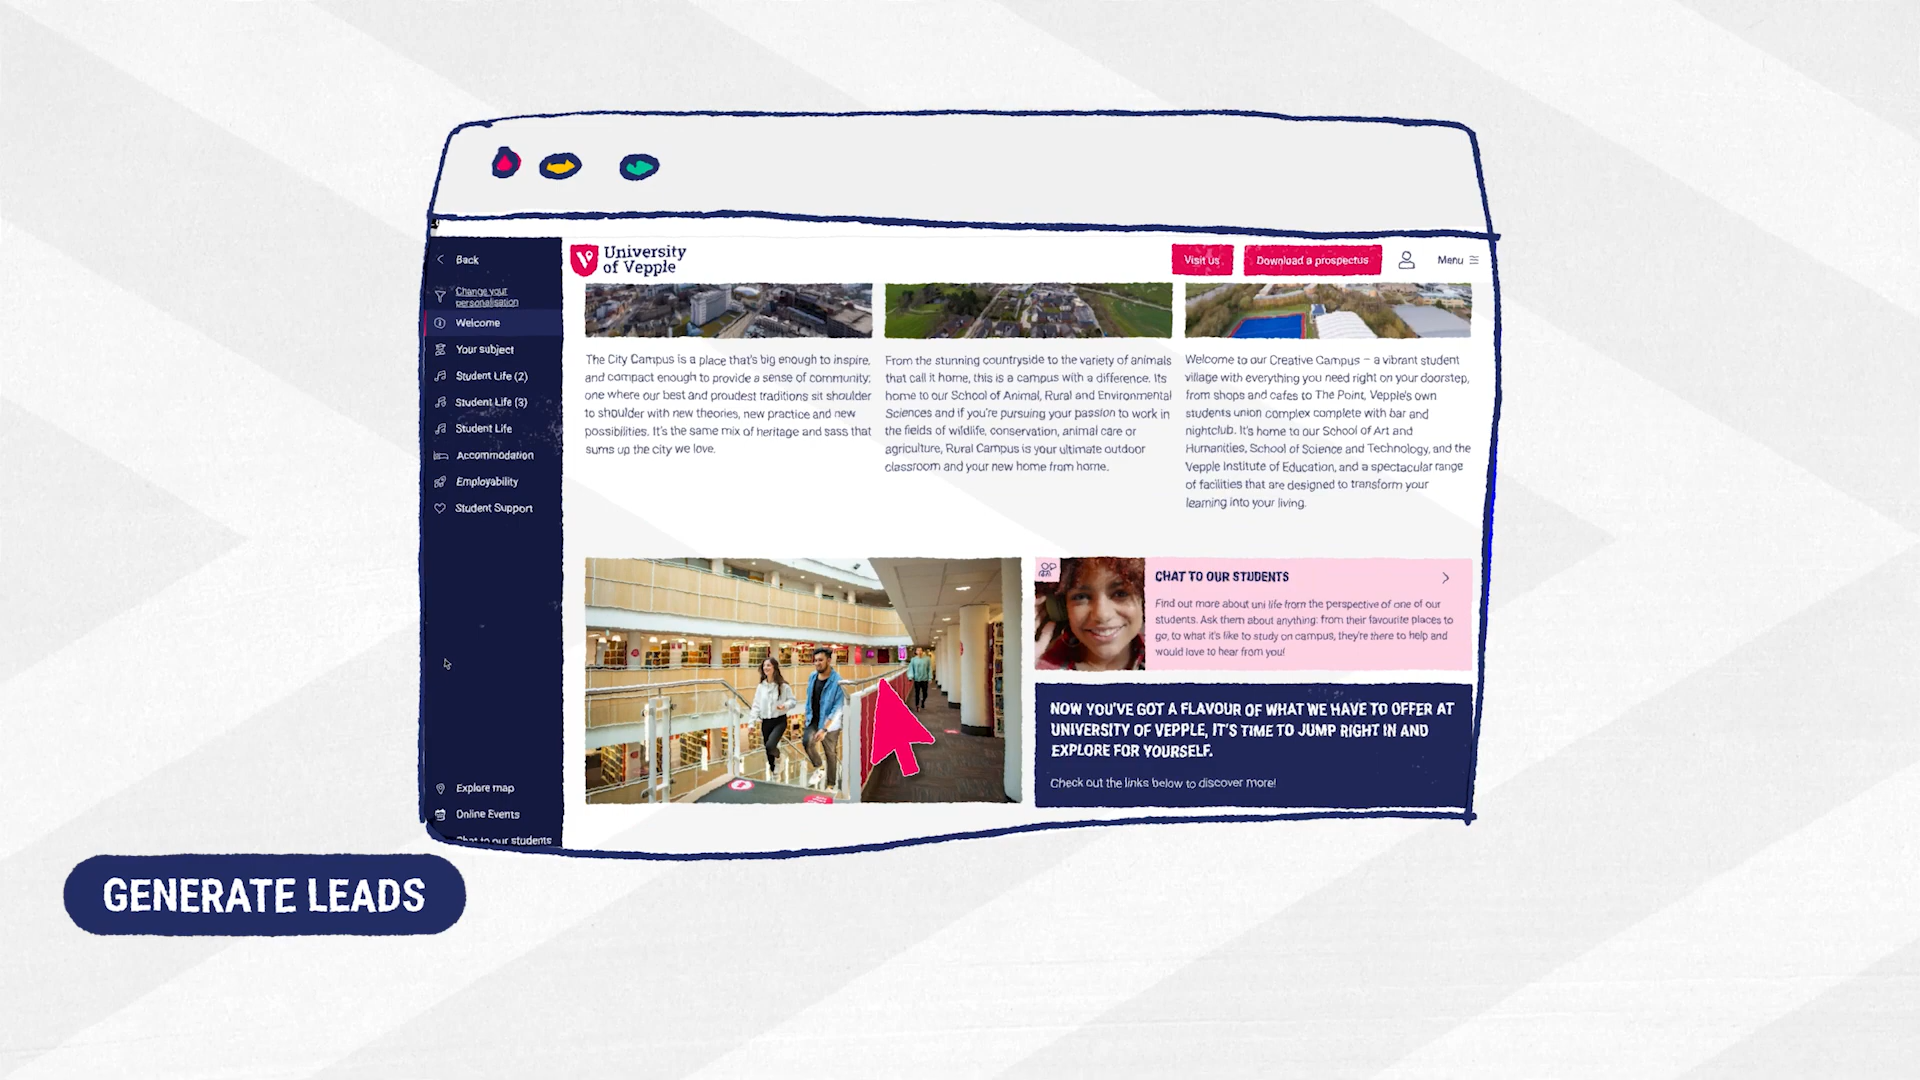 Back
Change your
personalisation
Welcome
Your subject
Student Life (2)
Student Life (3)
Student Life
Accommodation
Employability
Student Support
Explore map
Online Events
Chat to our students
University
of Vepple
Visit us
Download a prospectus
Menu
The City Campus is a place that's big enough to inspire,
and compact enough to provide a sense of community;
one where our best and proudest traditions sit shoulder
to shoulder with new theories, new practice and new
possibilities. It's the same mix of heritage and sass that
sums up the city we love.
From the stunning countryside to the variety of animals
that call it home, this is a campus with a difference. Its
home to our School of Animal, Rural and Environmental
Sciences and if you're pursuing your passion to work in
the fields of wildlife, conservation, animal care or
agriculture, Rural Campus is your ultimate outdoor
classroom and your new home from home.
Welcome to our Creative Campus – a vibrant student
village with everything you need right on your doorstep,
from shops and cafes to The Point, Vepple's own
students union complex complete with bar and
nightclub. It's home to our School of Art and
Humanities, School of Science and Technology, and the
Vepple Institute of Education, and a spectacular range
of facilities that are designed to transform your
learning into your living.
CHAT TO OUR STUDENTS
Find out more about uni life from the perspective of one of our
students. Ask them about anything: from their favourite places to
go, to what it's like to study on campus, they're there to help and
would love to hear from you!
NOW YOU'VE GOT A FLAVOUR OF WHAT WE HAVE TO OFFER AT
UNIVERSITY OF VEPPLE, IT'S TIME TO JUMP RIGHT IN AND
EXPLORE FOR YOURSELF.
Check out the links below to discover more!
GENERATE LEADS